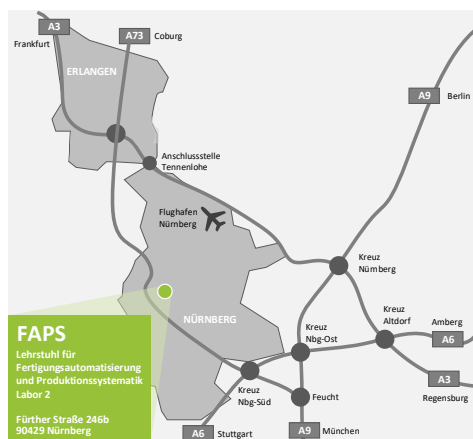 A3
Frankfurt
A73
Coburg
ERLANGEN
A9
Berlin
Anschlussstelle
Tennenlohe
Flughafen
Nürnberg
Kreuz
Nürnberg
NÜRNBERG
Kreuz
Altdorf
Kreuz
Nbg-Ost
Amberg
A6
Kreuz
Nbg-Süd
Feucht
A3
Regensburg
A6
Stuttgart
A9
München
FAPS
Lehrstuhl für
Fertigungsautomatisierung
und Produktionssystematik
Labor 2
Fürther Straße 246b
90429 Nürnberg